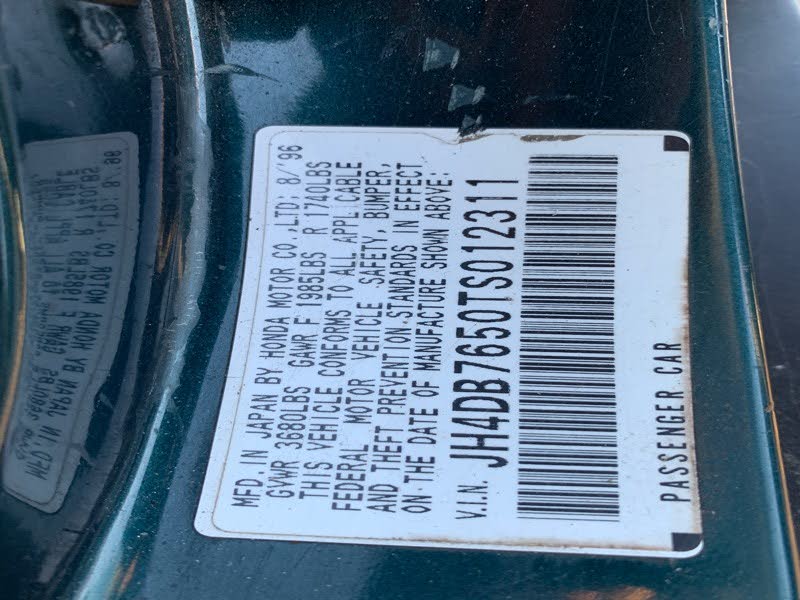 MFD. IN JAPAN BY HONDA MOTOR CO.,LTD; 8/'96
GVWR 3680LBS GAWR F 1985LBS R 1740LBS
THIS VEHICLE CONFORMS TO ALL APPLICABLE
FEDERAL MOTOR VEHICLE SAFETY, BUMPER,
AND THEFT PREVENTION STANDARDS IN EFFECT
ON THE DATE OF MANUFACTURE SHOWN ABOVE:
V.I.N. JH4DB7650TS012311
PASSENGER CAR